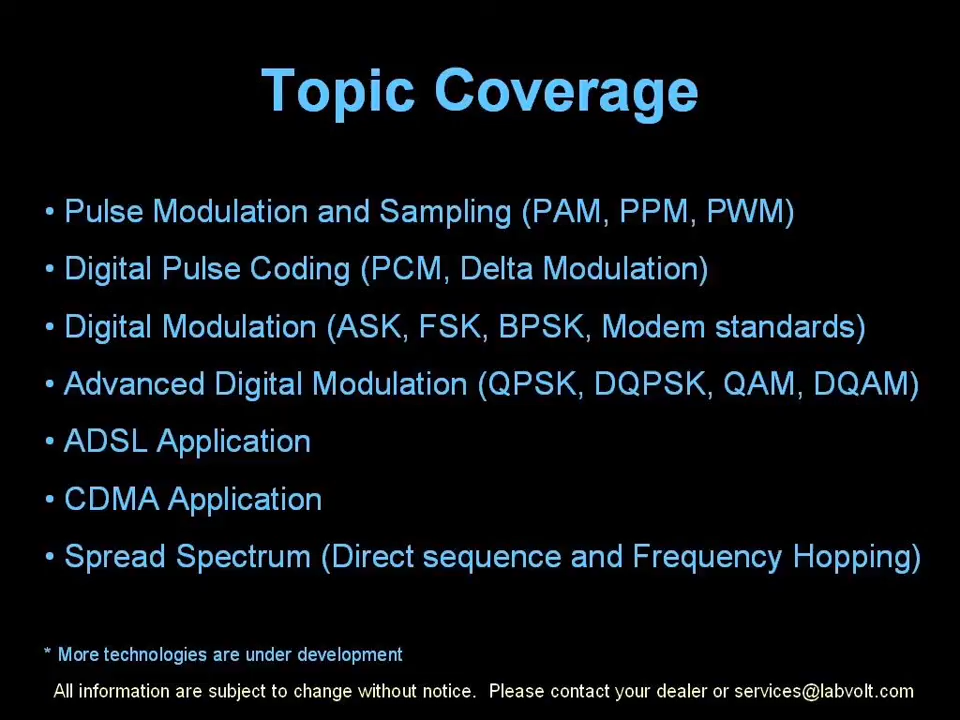 Topic Coverage
• Pulse Modulation and Sampling (PAM, PPM, PWM)
• Digital Pulse Coding (PCM, Delta Modulation)
• Digital Modulation (ASK, FSK, BPSK, Modem standards)
• Advanced Digital Modulation (QPSK, DQPSK, QAM, DQAM)
• ADSL Application
• CDMA Application
• Spread Spectrum (Direct sequence and Frequency Hopping)
* More technologies are under development
All information are subject to change without notice.  Please contact your dealer or services@labvolt.com